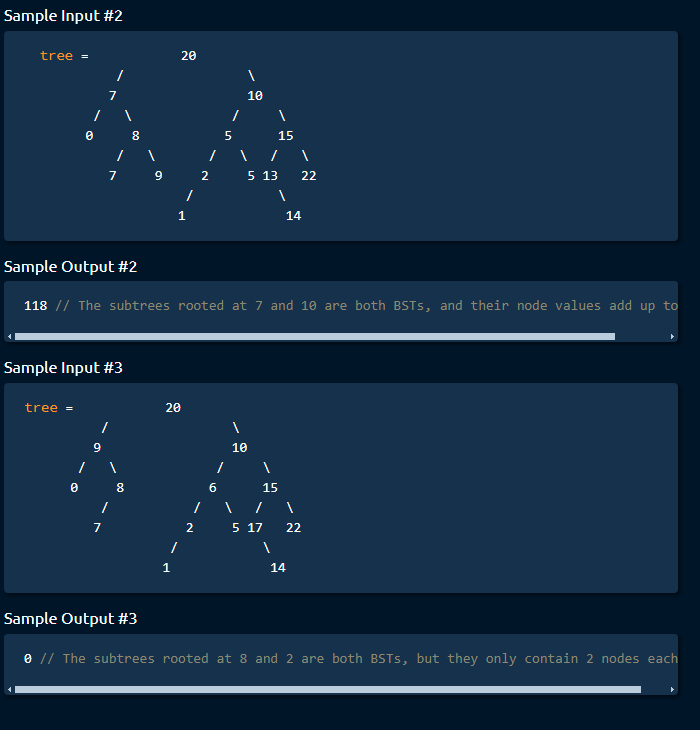 Sample Input #2
tree =            20
          /                \
         7                 10
       /   \             /     \
      0     8           5      15
          /   \       /   \   /   \
         7     9     2     5 13   22
                   /           \
                  1             14
Sample Output #2
118 // The subtrees rooted at 7 and 10 are both BSTs, and their node values add up to
Sample Input #3
tree =            20
          /                \
         9                 10
       /   \             /     \
      0     8           6      15
          /           /   \   /   \
         7           2     5 17   22
                   /           \
                  1             14
Sample Output #3
0 // The subtrees rooted at 8 and 2 are both BSTs, but they only contain 2 nodes each